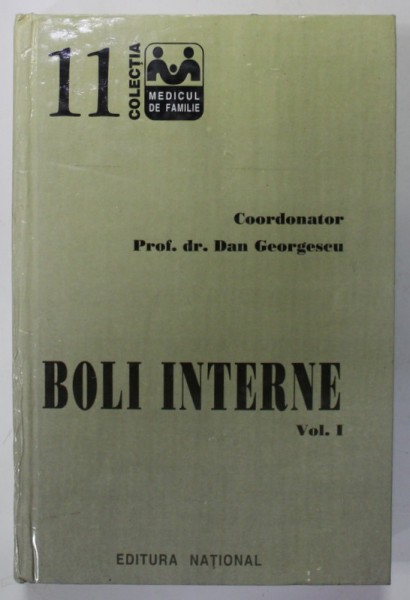 11
COLECȚIA
MEDICUL
DE FAMILIE
Coordonator
Prof. dr. Dan Georgescu
BOLI INTERNE
Vol. I
EDITURA NAȚIONAL